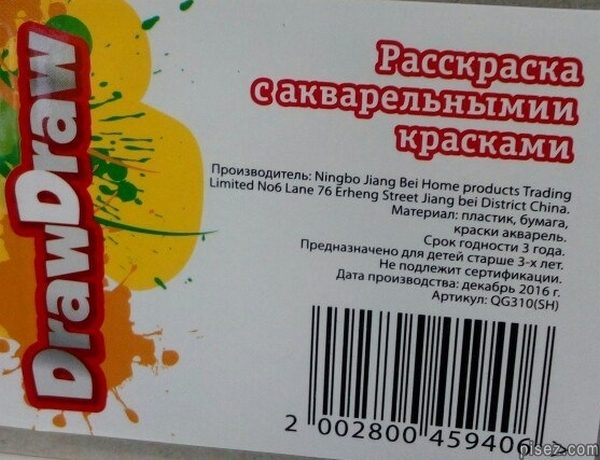 DrawDraw
Расскраска
с акварельнымии
красками
Производитель: Ningbo Jiang Bei Home products Trading
Limited No6 Lane 76 Erheng Street Jiang bei District China.
Материал: пластик, бумага,
краски акварель.
Срок годности 3 года.
Предназначено для детей старше 3-х лет.
Не подлежит сертификации.
Дата производства: декабрь 2016 г.
Артикул: QG310(SH)
2 002800 459406 A
pisez.com